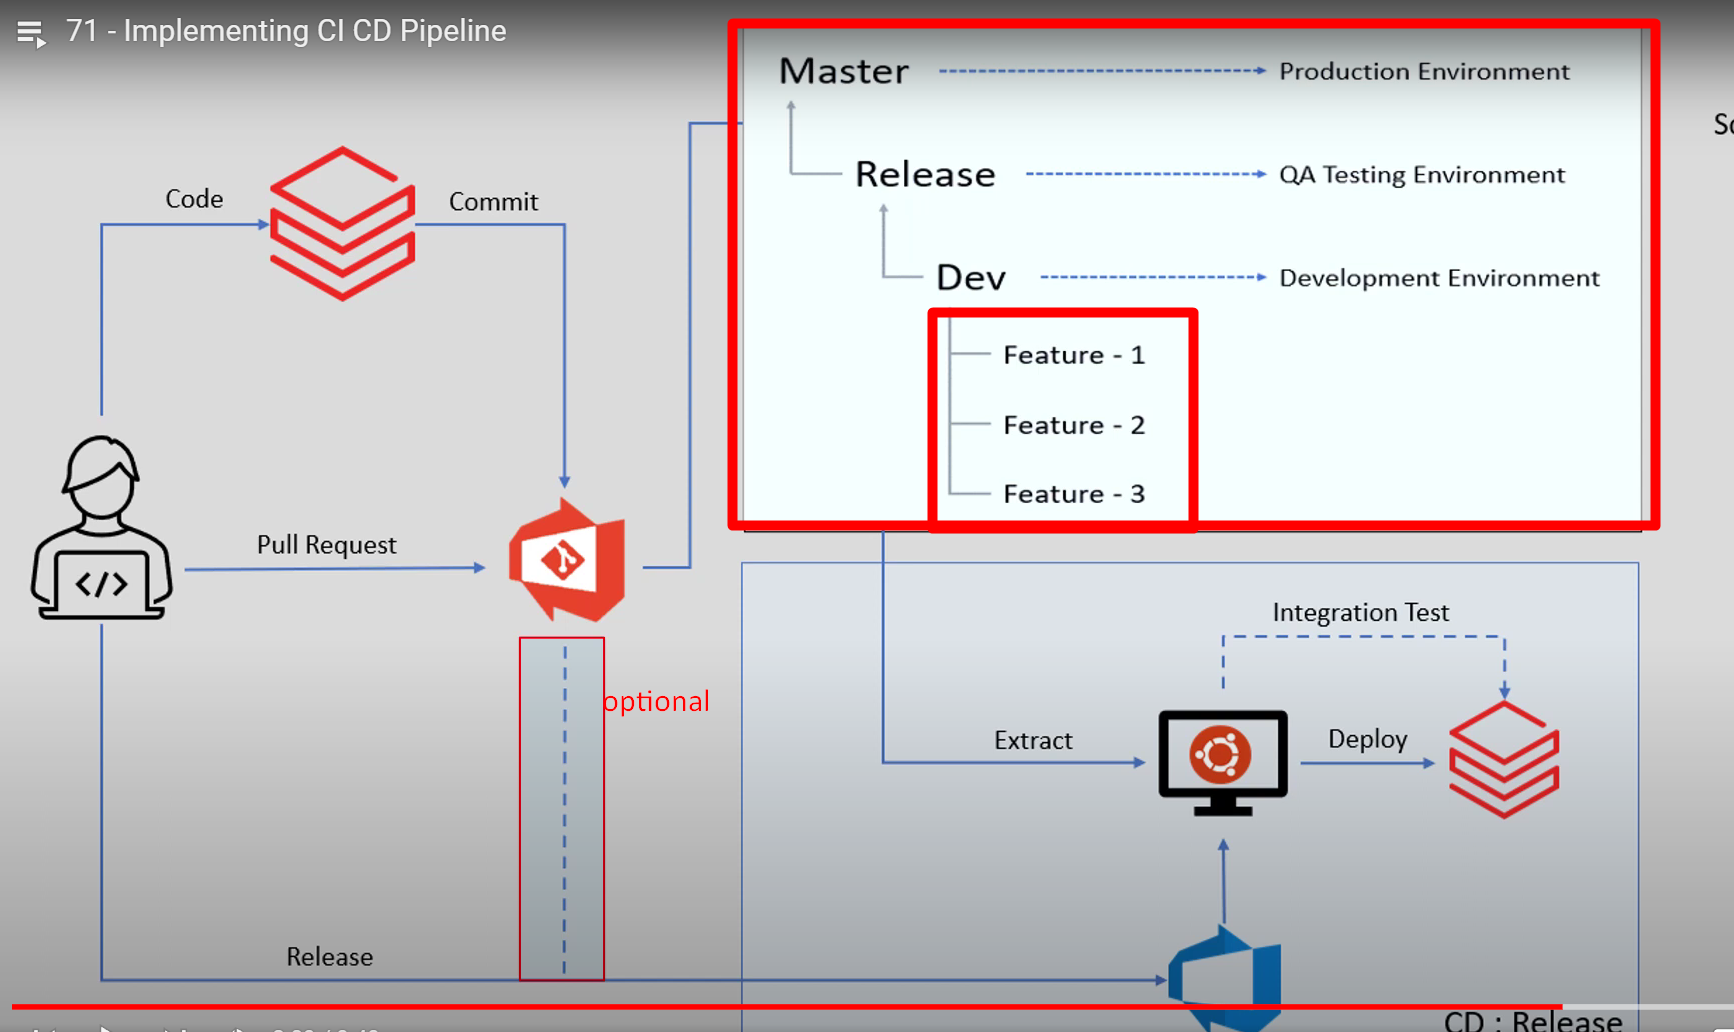 71 - Implementing CI CD Pipeline
Master
Production Environment
Release
QA Testing Environment
Dev
Development Environment
Feature - 1
Feature - 2
Feature - 3
Code
Commit
Pull Request
</>
optional
Release
Integration Test
Extract
Deploy
CD : Release